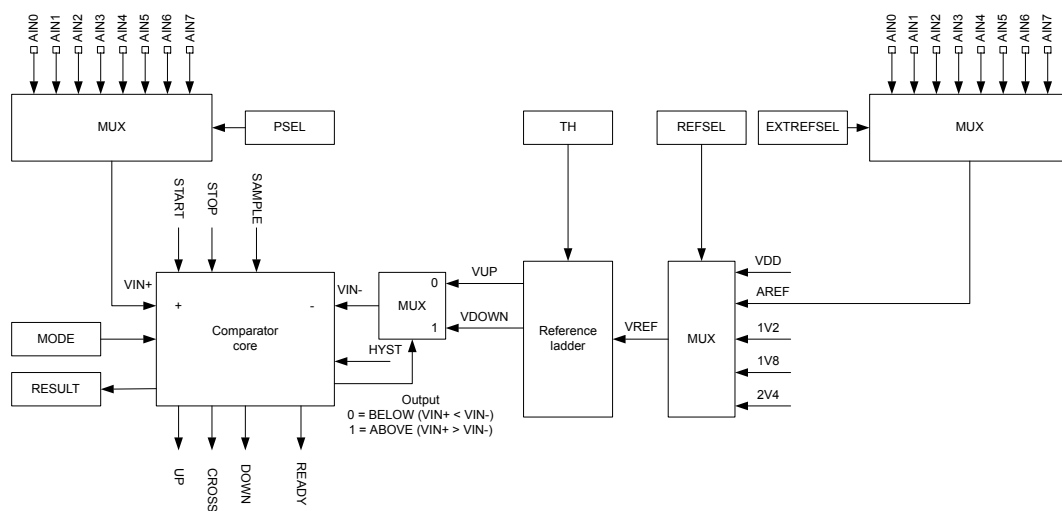 AIN0
AIN1
AIN2
AIN3
AIN4
AIN5
AIN6
AIN7
AIN0
AIN1
AIN2
AIN3
AIN4
AIN5
AIN6
AIN7
MUX
PSEL
TH
REFSEL
EXTREFSEL
MUX
START
STOP
SAMPLE
VIN+
VIN-
VUP
VDD
+
-
MUX
0
1
AREF
VDOWN
MODE
Comparator
core
Reference
ladder
VREF
MUX
1V2
HYST
1V8
RESULT
2V4
Output
0 = BELOW (VIN+ < VIN-)
1 = ABOVE (VIN+ > VIN-)
UP
CROSS
DOWN
READY